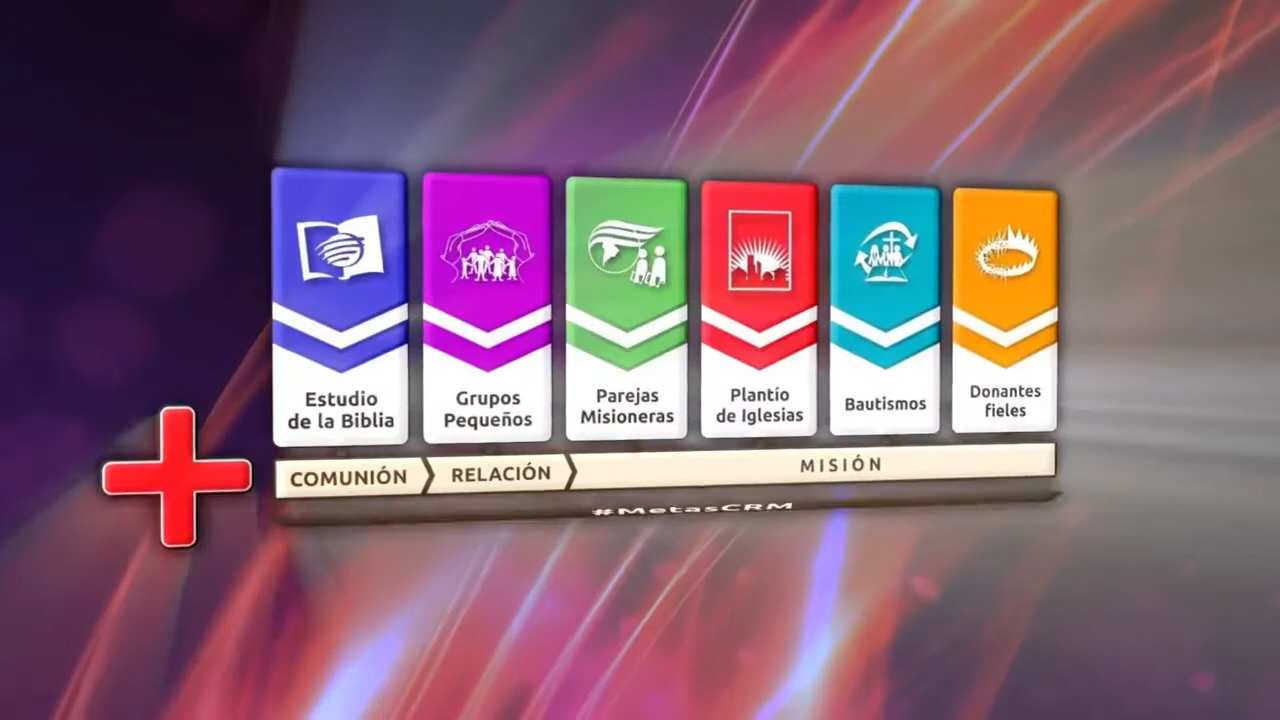 Estudio
de la Biblia
Grupos
Pequeños
Parejas
Misioneras
Plantío
de Iglesias
Bautismos
Donantes
fieles
COMUNIÓN
RELACIÓN
MISIÓN
#MetasCRM